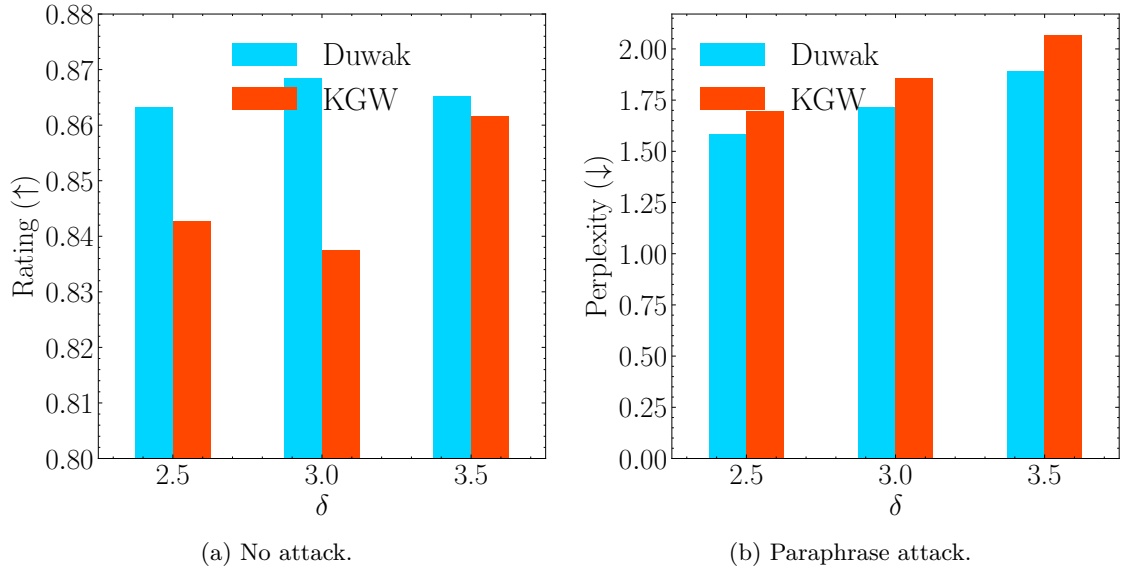 0.88
0.87
0.86
0.85
0.84
0.83
0.82
0.81
0.80
Rating (↑)
Duwak
KGW
2.5 3.0 3.5
δ
(a) No attack.
2.00
1.75
1.50
1.25
1.00
0.75
0.50
0.25
0.00
Perplexity (↓)
Duwak
KGW
2.5 3.0 3.5
δ
(b) Paraphrase attack.